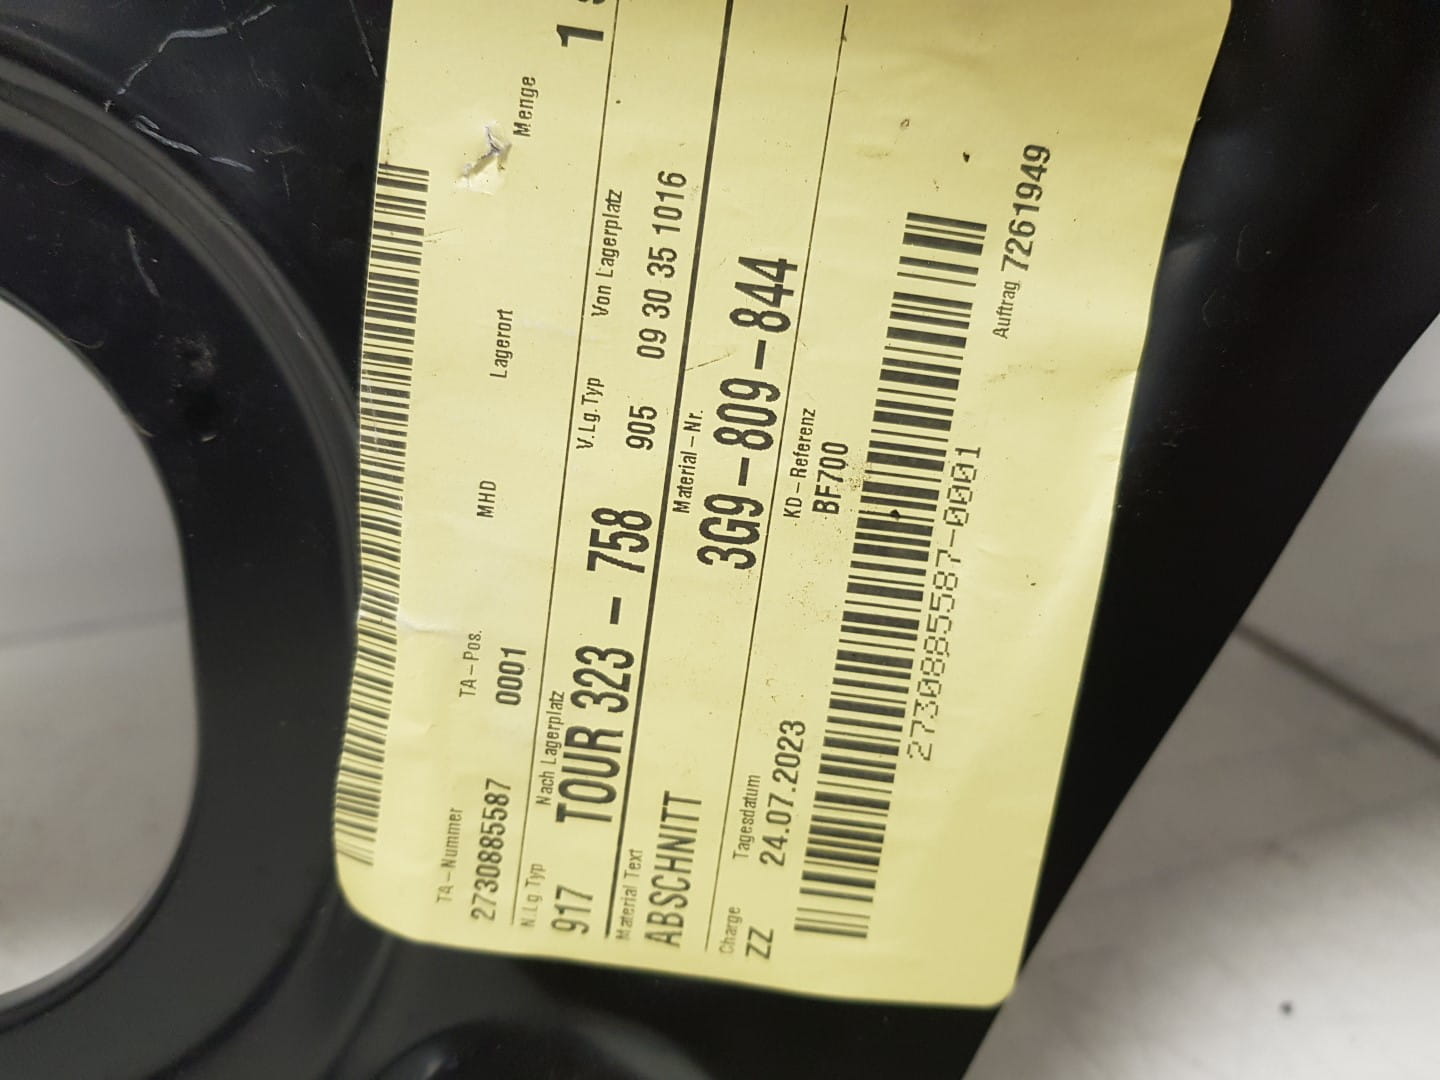 TA-Nummer TA-Pos. MHD Lagerort Menge
2730885587 0001 1
N.Lg Typ Nach Lagerplatz V.Lg.Typ Von Lagerplatz
917 TOUR 323 - 758 905 09 30 35 1016
Material Text Material-Nr.
ABSCHNITT 3G9-809-844
Charge Tagesdatum KD-Referenz
ZZ 24.07.2023 BF700
2730885587-0001
Auftrag 7261949